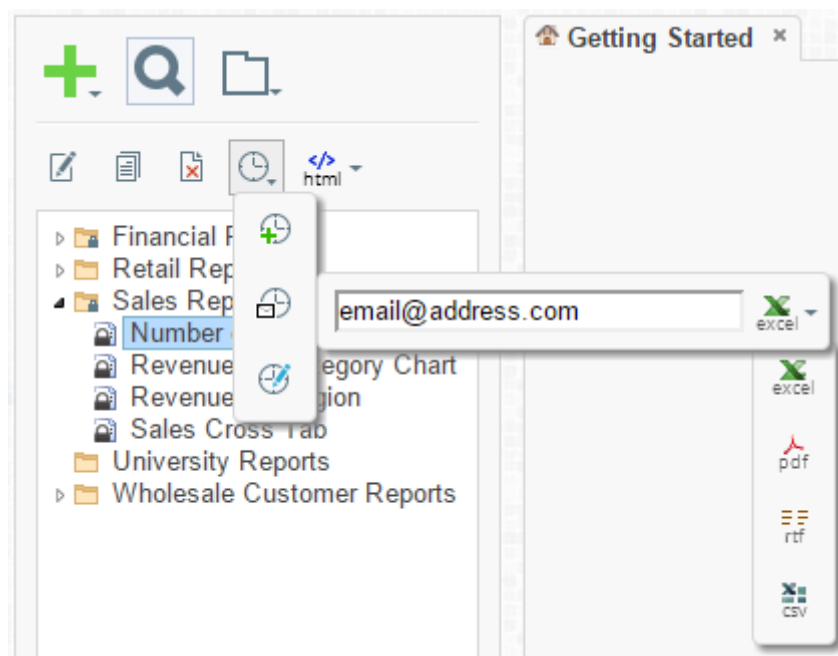 Getting Started
html
Financial
Retail Rep
Sales Rep
email@address.com
excel
Number
Revenue egory Chart
excel
Revenue gion
Sales Cross Tab
pdf
University Reports
Wholesale Customer Reports
rtf
csv